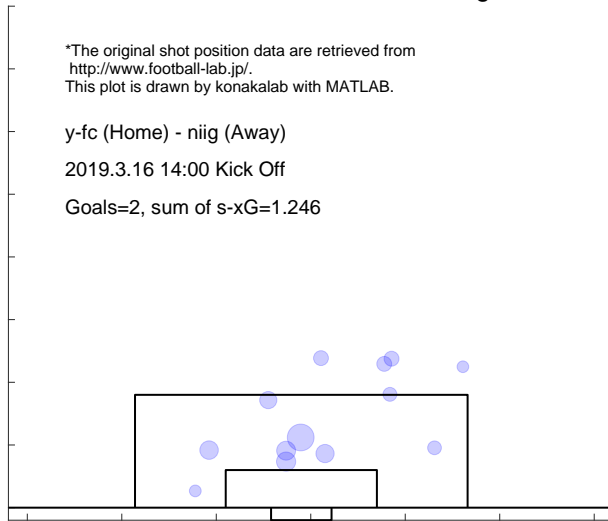 *The original shot position data are retrieved from
http://www.football-lab.jp/.
This plot is drawn by konakalab with MATLAB.
y-fc (Home) - niig (Away)
2019.3.16 14:00 Kick Off
Goals=2, sum of s-xG=1.246